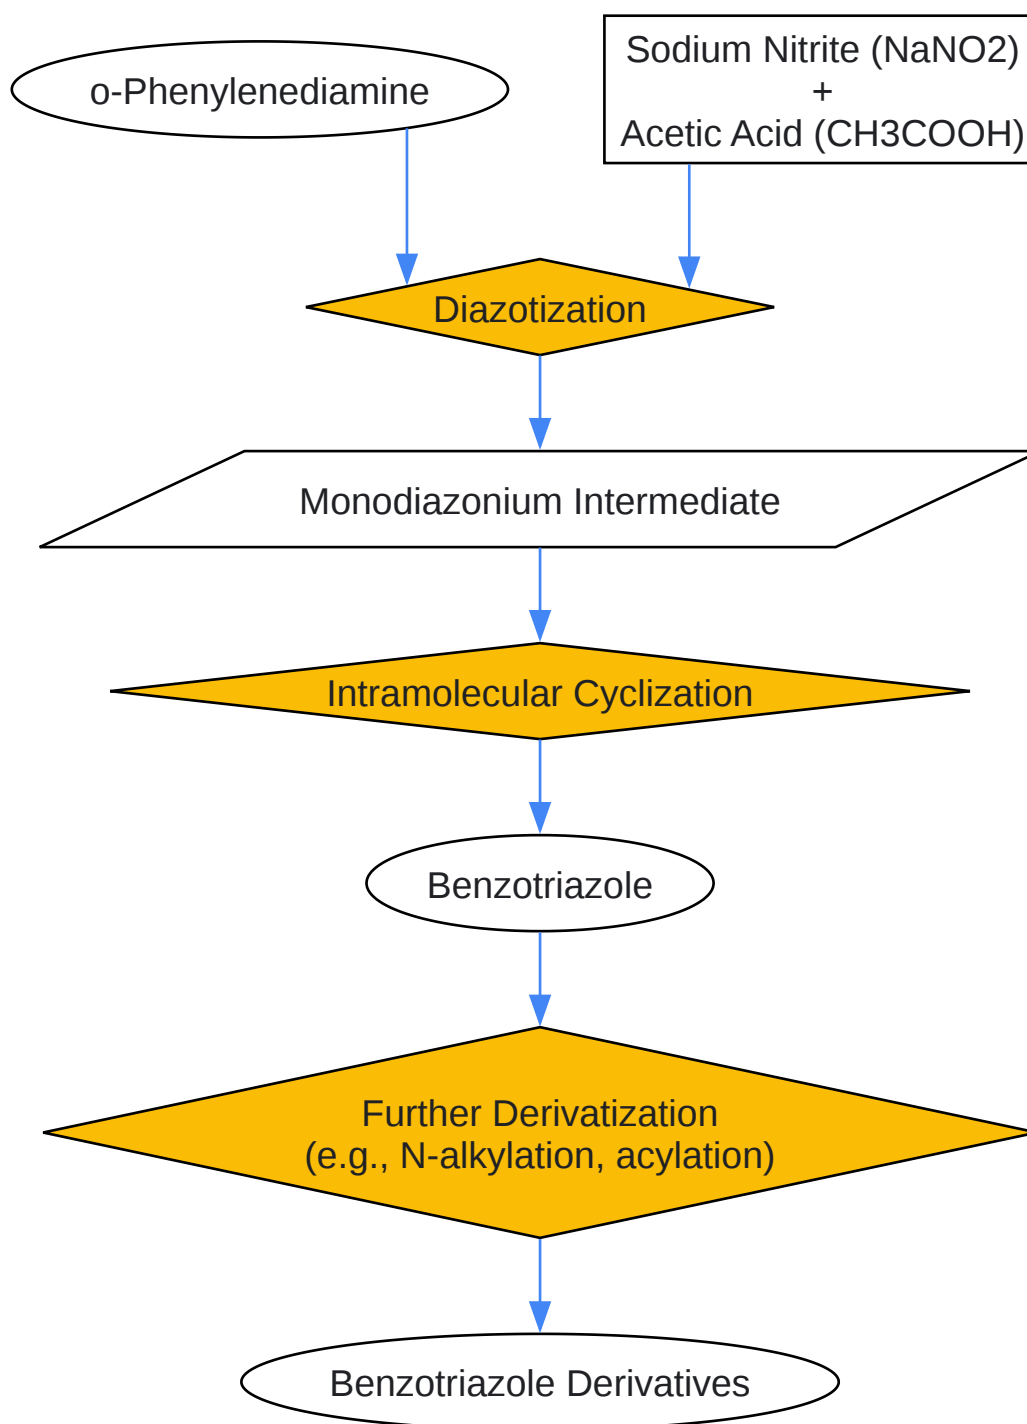 o-Phenylenediamine
Sodium Nitrite (NaNO2)
+
Acetic Acid (CH3COOH)
Diazotization
Monodiazonium Intermediate
Intramolecular Cyclization
Benzotriazole
Further Derivatization
(e.g., N-alkylation, acylation)
Benzotriazole Derivatives